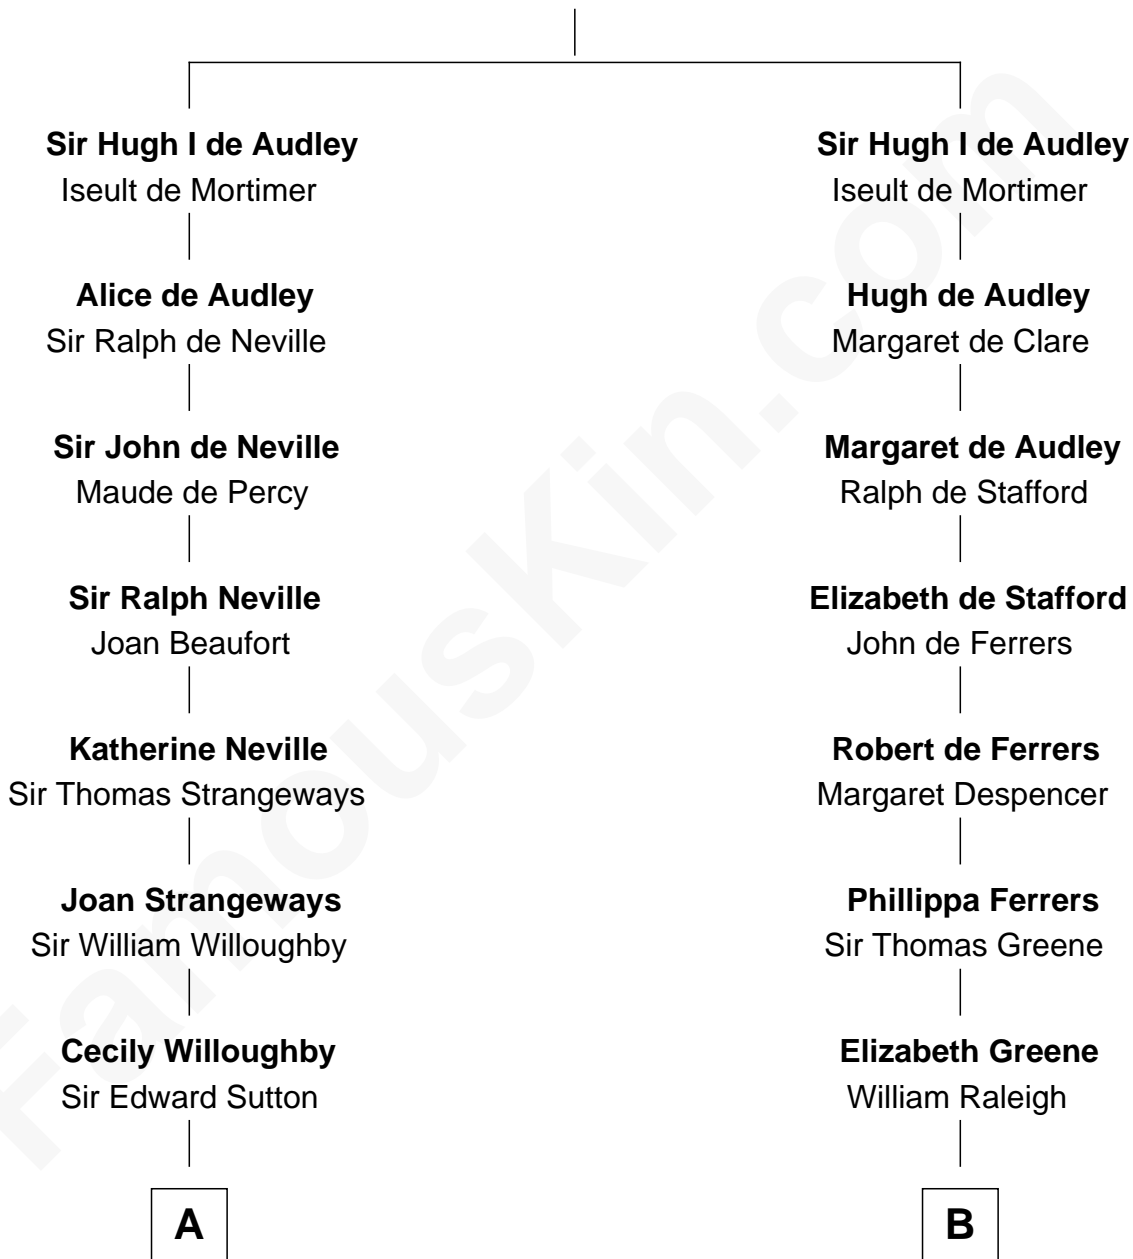 Sir Hugh I de Audley
Iseult de Mortimer
Alice de Audley
Sir Ralph de Neville
Sir John de Neville
Maude de Percy
Sir Ralph Neville
Joan Beaufort
Katherine Neville
Sir Thomas Strangeways
Joan Strangeways
Sir William Willoughby
Cecily Willoughby
Sir Edward Sutton
A
Sir Hugh I de Audley
Iseult de Mortimer
Hugh de Audley
Margaret de Clare
Margaret de Audley
Ralph de Stafford
Elizabeth de Stafford
John de Ferrers
Robert de Ferrers
Margaret Despencer
Phillippa Ferrers
Sir Thomas Greene
Elizabeth Greene
William Raleigh
B
FamousKin.com